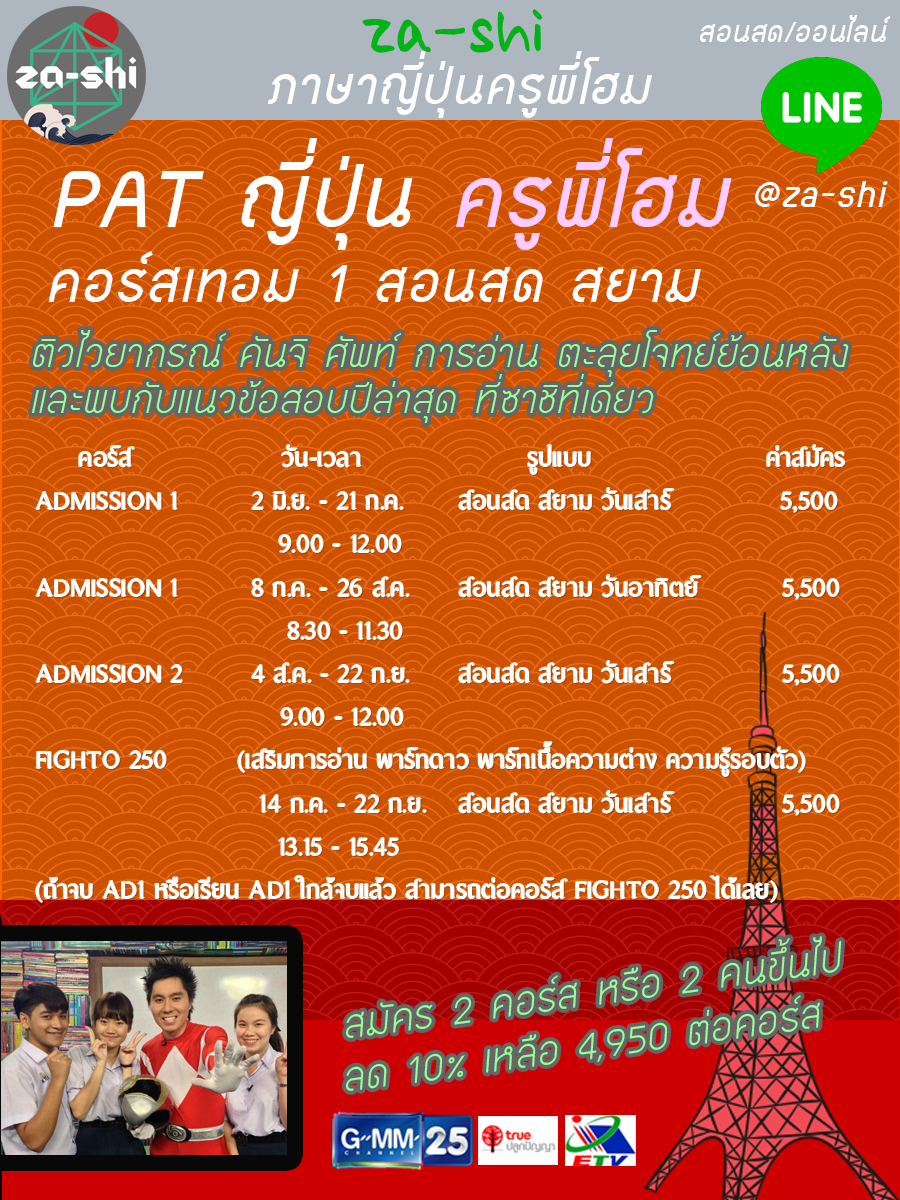 za-shi
za-shi
ภาษาญี่ปุ่นครูพี่โฮม
สอนสด/ออนไลน์
LINE
@za-shi
PAT ญี่ปุ่น ครูพี่โฮม
คอร์สเทอม 1 สอนสด สยาม
ติวไวยากรณ์ คันจิ ศัพท์ การอ่าน ตะลุยโจทย์ย้อนหลัง
และพบกับแนวข้อสอบปีล่าสุด ที่ซาชิที่เดียว
คอร์ส วัน-เวลา รูปแบบ ค่าสมัคร
ADMISSION 1 2 มิ.ย. - 21 ก.ค. สอนสด สยาม วันเสาร์ 5,500
9.00 - 12.00
ADMISSION 1 8 ก.ค. - 26 ส.ค. สอนสด สยาม วันอาทิตย์ 5,500
8.30 - 11.30
ADMISSION 2 4 ส.ค. - 22 ก.ย. สอนสด สยาม วันเสาร์ 5,500
9.00 - 12.00
FIGHTO 250 (เสริมการอ่าน พาร์ทดาว พาร์ทเนื้อความต่าง ความรู้รอบตัว)
14 ก.ค. - 22 ก.ย. สอนสด สยาม วันเสาร์ 5,500
13.15 - 15.45
(ถ้าจบ AD1 หรือเรียน AD1 ใกล้จบแล้ว สามารถต่อคอร์ส FIGHTO 250 ได้เลย)
สมัคร 2 คอร์ส หรือ 2 คนขึ้นไป
ลด 10% เหลือ 4,950 ต่อคอร์ส
GMM 25
CHANNEL
true
ปลูกปัญญา
ETV